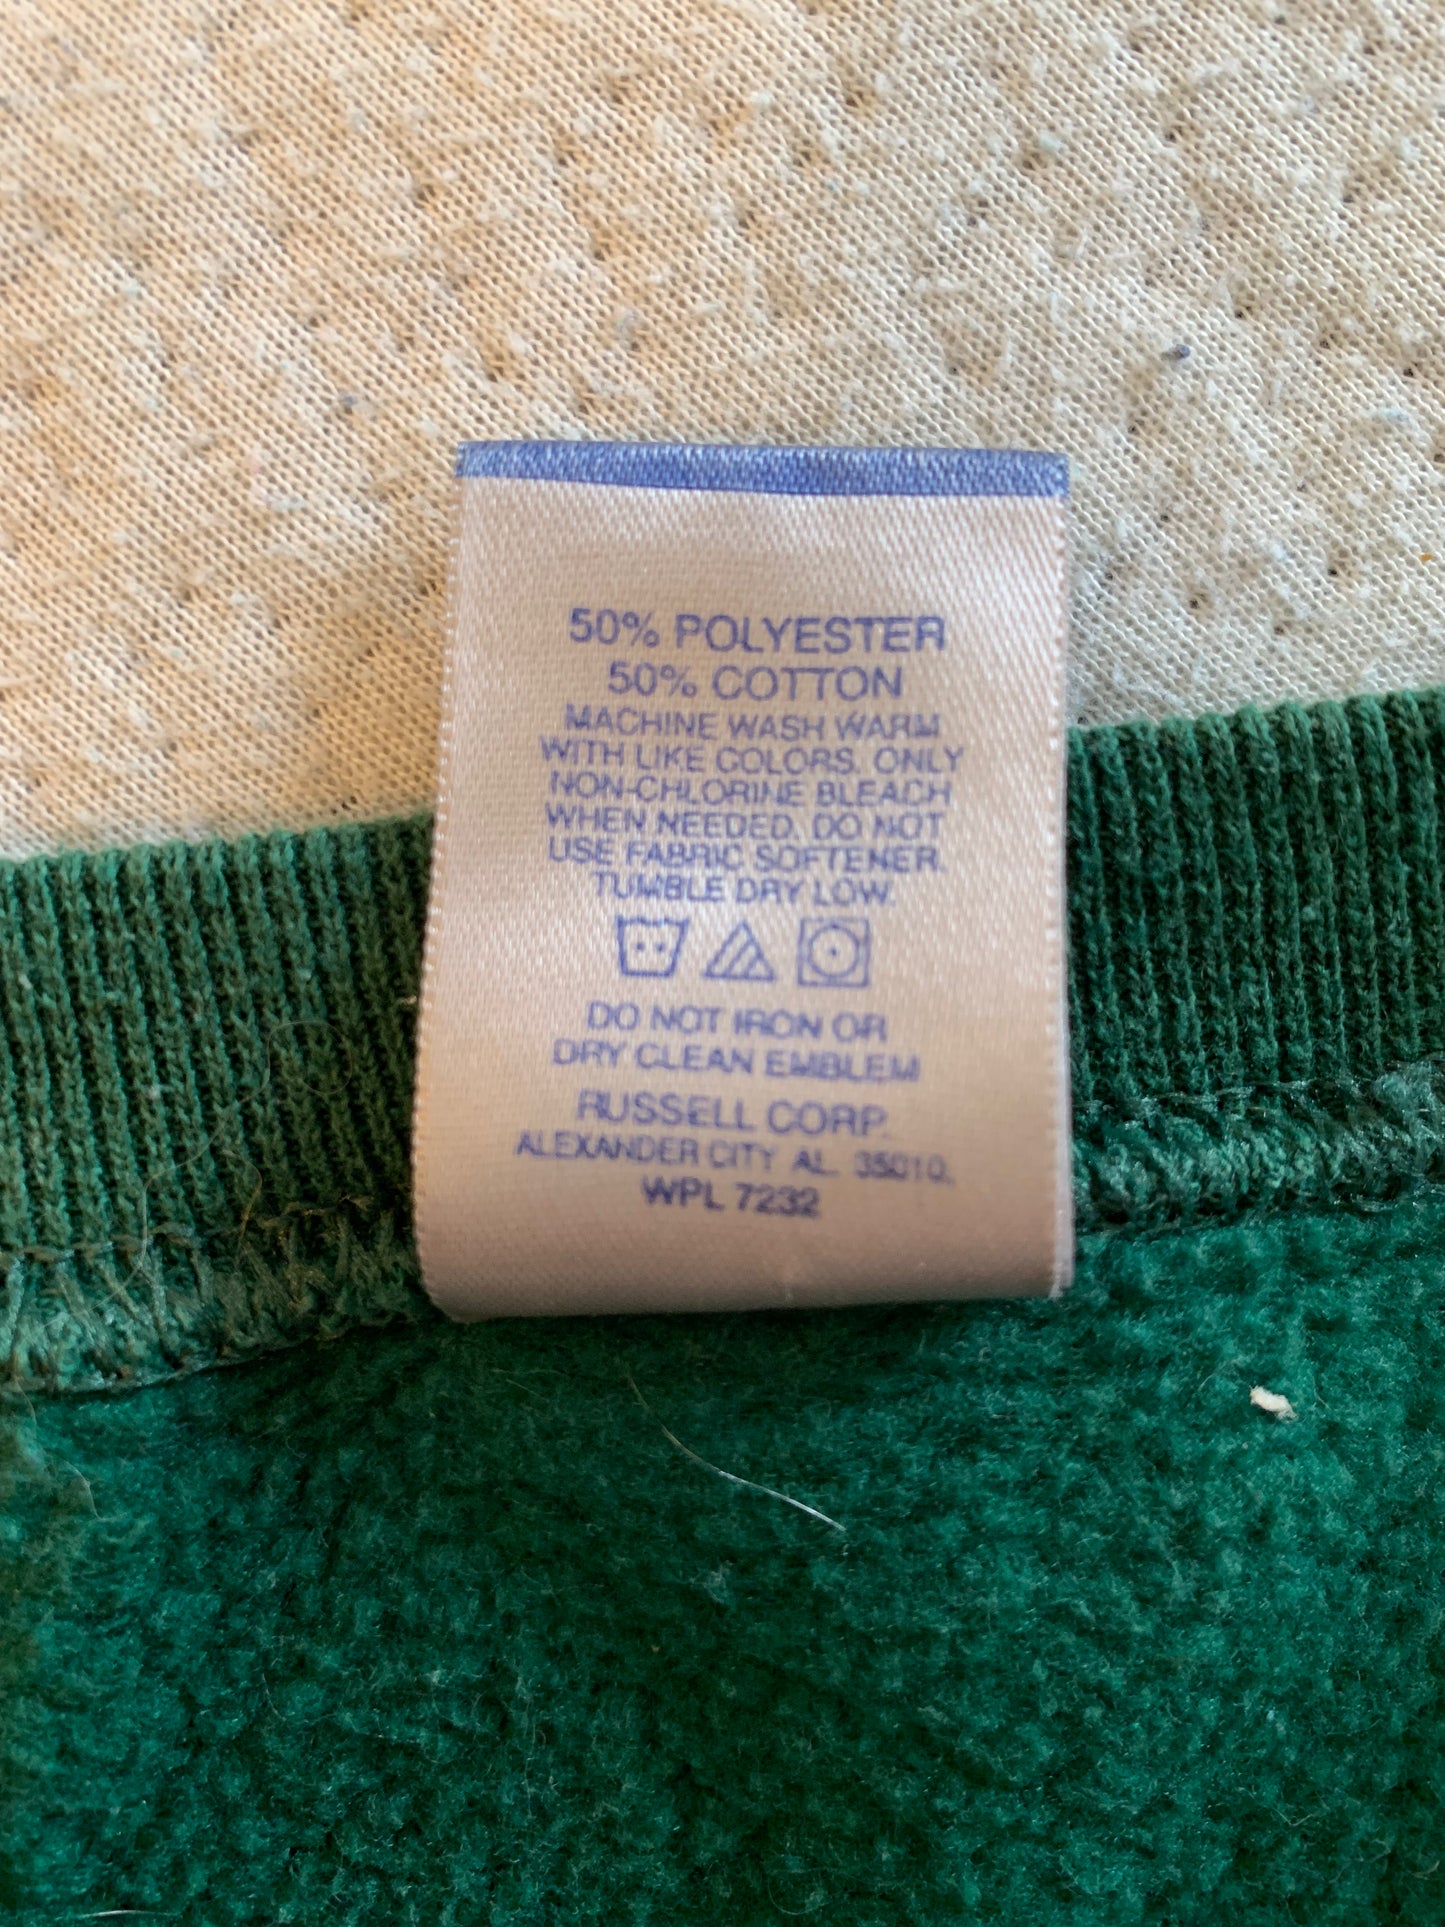 50% POLYESTER
50% COTTON
MACHINE WASH WARM
WITH LIKE COLORS. ONLY
NON-CHLORINE BLEACH
WHEN NEEDED. DO NOT
USE FABRIC SOFTENER.
TUMBLE DRY LOW.
DO NOT IRON OR
DRY CLEAN EMBLEM
RUSSELL CORP.
ALEXANDER CITY AL. 35010.
WPL 7232